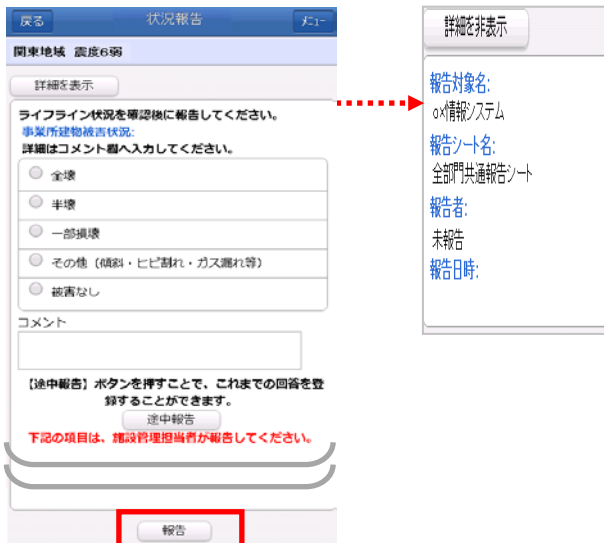 戻る
状況報告
ﾒﾆｭｰ
関東地域 震度6弱
詳細を表示
ライフライン状況を確認後に報告してください。
事業所建物被害状況:
詳細はコメント欄へ入力してください。
全壊
半壊
一部損壊
その他（傾斜・ヒビ割れ・ガス漏れ等）
被害なし
コメント
【途中報告】ボタンを押すことで、これまでの回答を登
録することができます。
途中報告
下記の項目は、施設管理担当者が報告してください。
報告
詳細を非表示
報告対象名:
o×情報システム
報告シート名:
全部門共通報告シート
報告者:
未報告
報告日時: